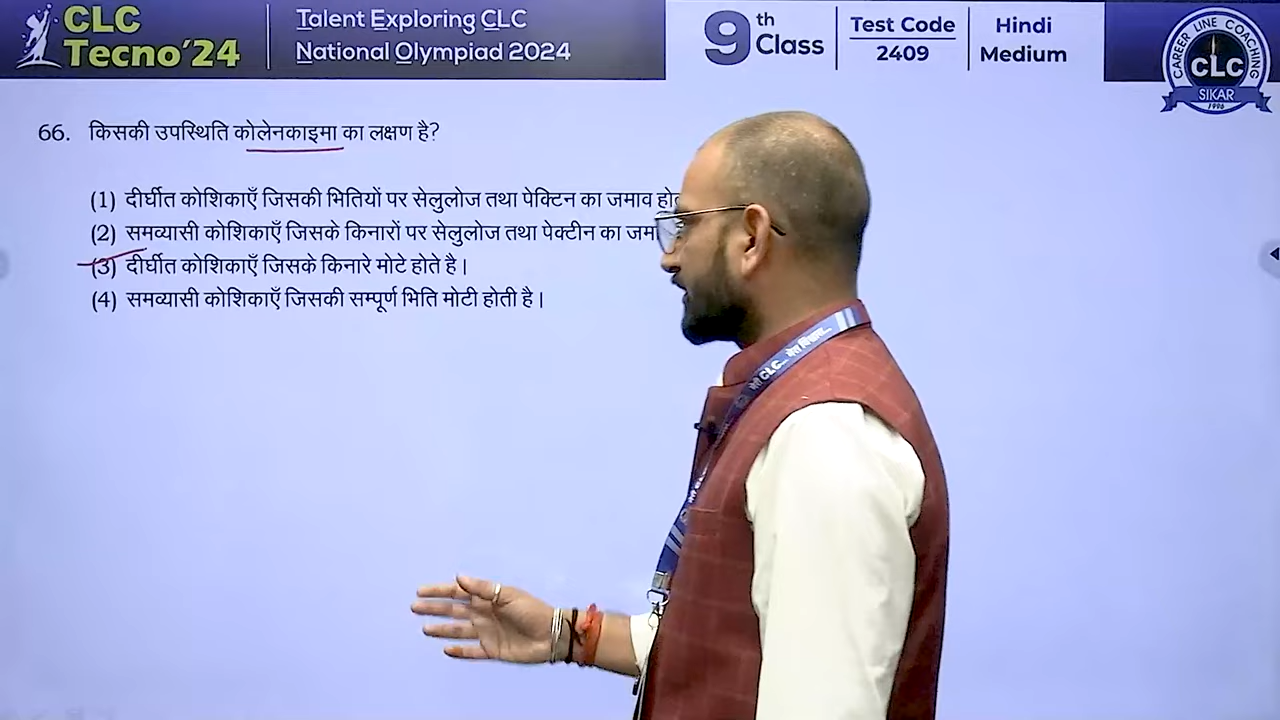 CLC
Tecno'24
Talent Exploring CLC
National Olympiad 2024
9th Class
Test Code
2409
Hindi
Medium
CAREER LINE COACHING
CLC
SIKAR
1996
66. किसकी उपस्थिति कोलेनकाइमा का लक्षण है?
(1) दीर्घीत कोशिकाएँ जिसकी भितियों पर सेलुलोज तथा पेक्टिन का जमाव
(2) समव्यासी कोशिकाएँ जिसके किनारों पर सेलुलोज तथा पेक्टीन का
(3) दीर्घीत कोशिकाएँ जिसके किनारे मोटे होते है।
(4) समव्यासी कोशिकाएँ जिसकी सम्पूर्ण भिति मोटी होती है।
CLC